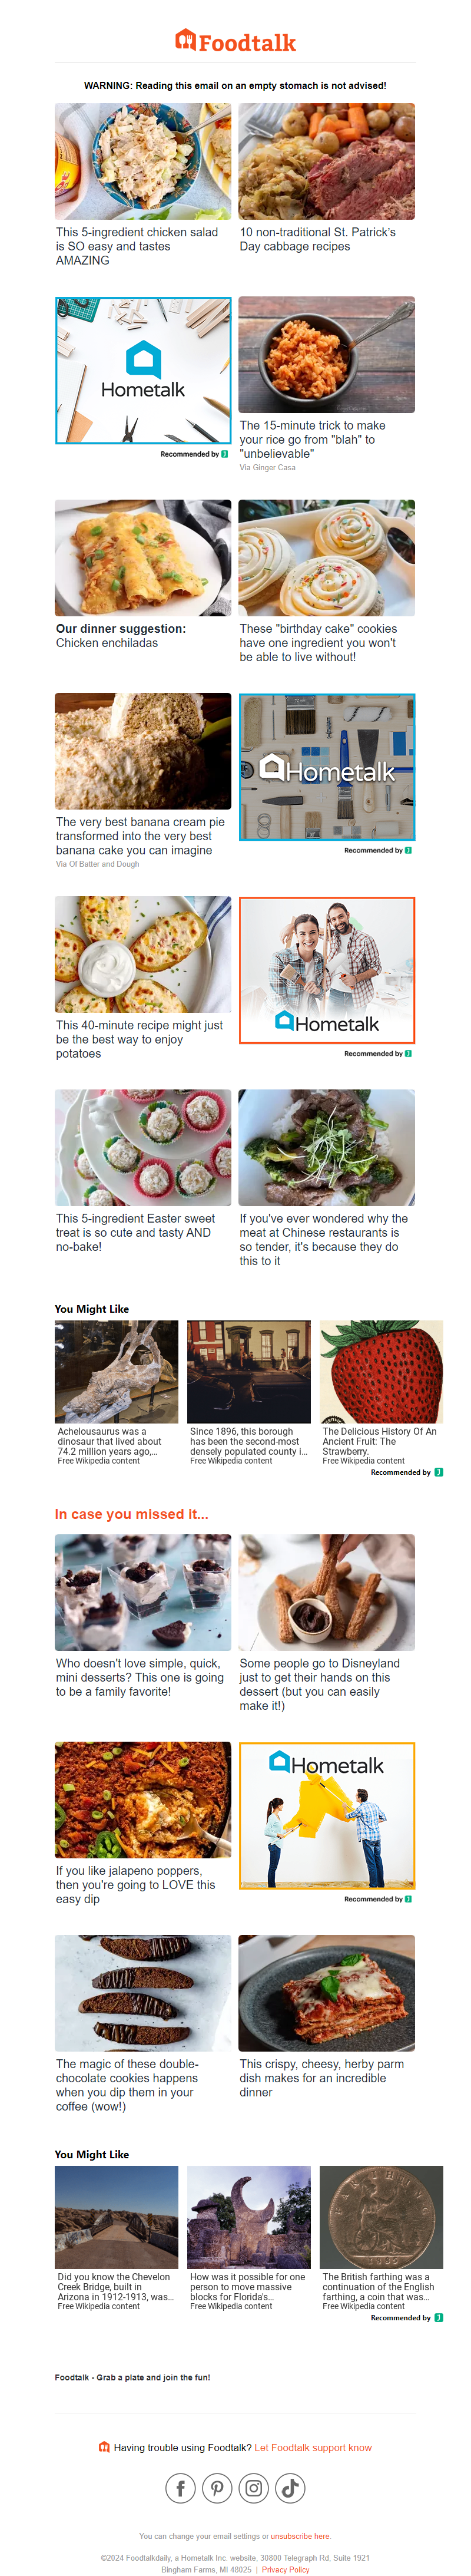 Foodtalk
WARNING: Reading this email on an empty stomach is not advised!
This 5-ingredient chicken salad
is SO easy and tastes
AMAZING
10 non-traditional St. Patrick's
Day cabbage recipes
Hometalk
Recommended by
The 15-minute trick to make
your rice go from "blah" to
"unbelievable"
Via Ginger Casa
Our dinner suggestion:
Chicken enchiladas
These "birthday cake" cookies
have one ingredient you won't
be able to live without!
The very best banana cream pie
transformed into the very best
banana cake you can imagine
Via Of Batter and Dough
Hometalk
Recommended by
This 40-minute recipe might just
be the best way to enjoy
potatoes
Hometalk
Recommended by
This 5-ingredient Easter sweet
treat is so cute and tasty AND
no-bake!
If you've ever wondered why the
meat at Chinese restaurants is
so tender, it's because they do
this to it
You Might Like
Achelousaurus was a
dinosaur that lived about
74.2 million years ago,...
Free Wikipedia content
Since 1896, this borough
has been the second-most
densely populated county i...
Free Wikipedia content
The Delicious History Of An
Ancient Fruit: The
Strawberry.
Free Wikipedia content
Recommended by
In case you missed it...
Who doesn't love simple, quick,
mini desserts? This one is going
to be a family favorite!
Some people go to Disneyland
just to get their hands on this
dessert (but you can easily
make it!)
If you like jalapeno poppers,
then you're going to LOVE this
easy dip
Hometalk
Recommended by
The magic of these double-
chocolate cookies happens
when you dip them in your
coffee (wow!)
This crispy, cheesy, herby parm
dish makes for an incredible
dinner
You Might Like
Did you know the Chevelon
Creek Bridge, built in
Arizona in 1912-1913, was...
Free Wikipedia content
How was it possible for one
person to move massive
blocks for Florida's...
Free Wikipedia content
FARTHING
The British farthing was a
continuation of the English
farthing, a coin that was...
Free Wikipedia content
Recommended by
Foodtalk - Grab a plate and join the fun!
Having trouble using Foodtalk? Let Foodtalk support know
You can change your email settings or unsubscribe here.
©2024 Foodtalkdaily, a Hometalk Inc. website, 30800 Telegraph Rd, Suite 1921
Bingham Farms, MI 48025 | Privacy Policy